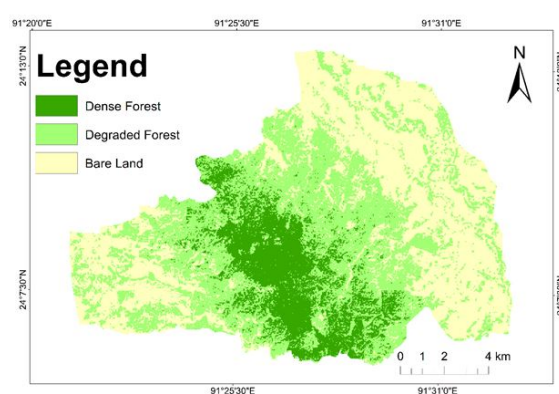 91°20'0"E 91°25'30"E 91°31'0"E
24°13'0"N
Legend
Dense Forest
Degraded Forest
Bare Land
N
24°7'30"N
0 1 2 4 km
91°25'30"E 91°31'0"E